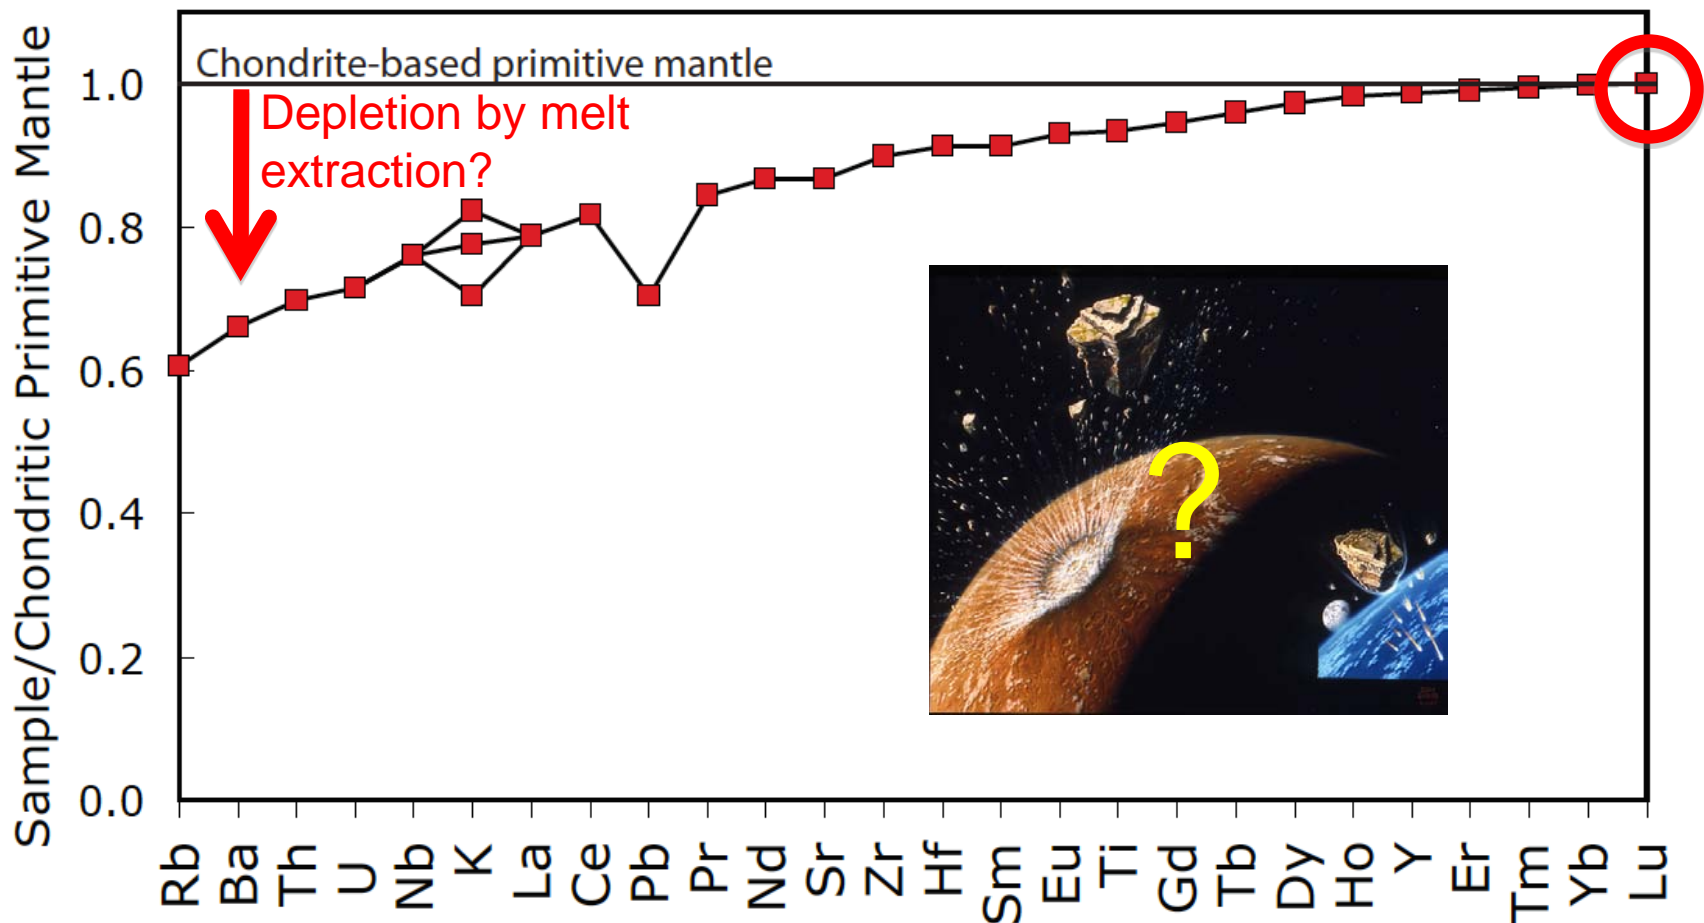 Sample/Chondritic Primitive Mantle
1.0
0.8
0.6
0.4
0.2
0.0
Chondrite-based primitive mantle
Depletion by melt
extraction?
?
Rb Ba Th U Nb K La Ce Pb Pr Nd Sr Zr Hf Sm Eu Ti Gd Tb Dy Ho Y Er Tm Yb Lu